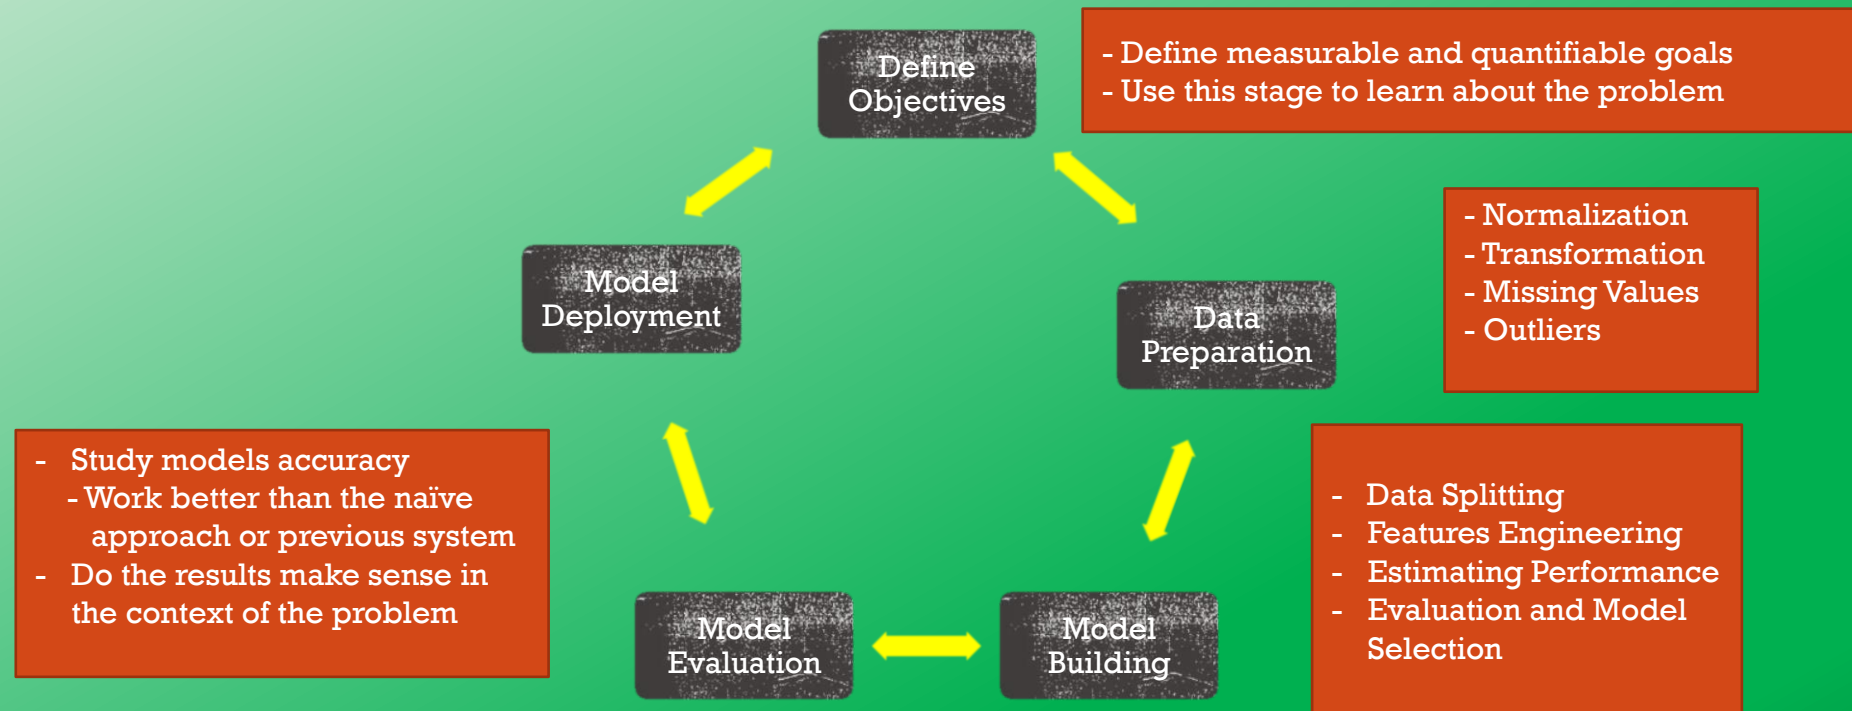 Define
Objectives
- Define measurable and quantifiable goals
- Use this stage to learn about the problem
Model
Deployment
Data
Preparation
- Normalization
- Transformation
- Missing Values
- Outliers
- Study models accuracy
- Work better than the naïve
approach or previous system
- Do the results make sense in
the context of the problem
- Data Splitting
- Features Engineering
- Estimating Performance
- Evaluation and Model
Selection
Model
Evaluation
Model
Building